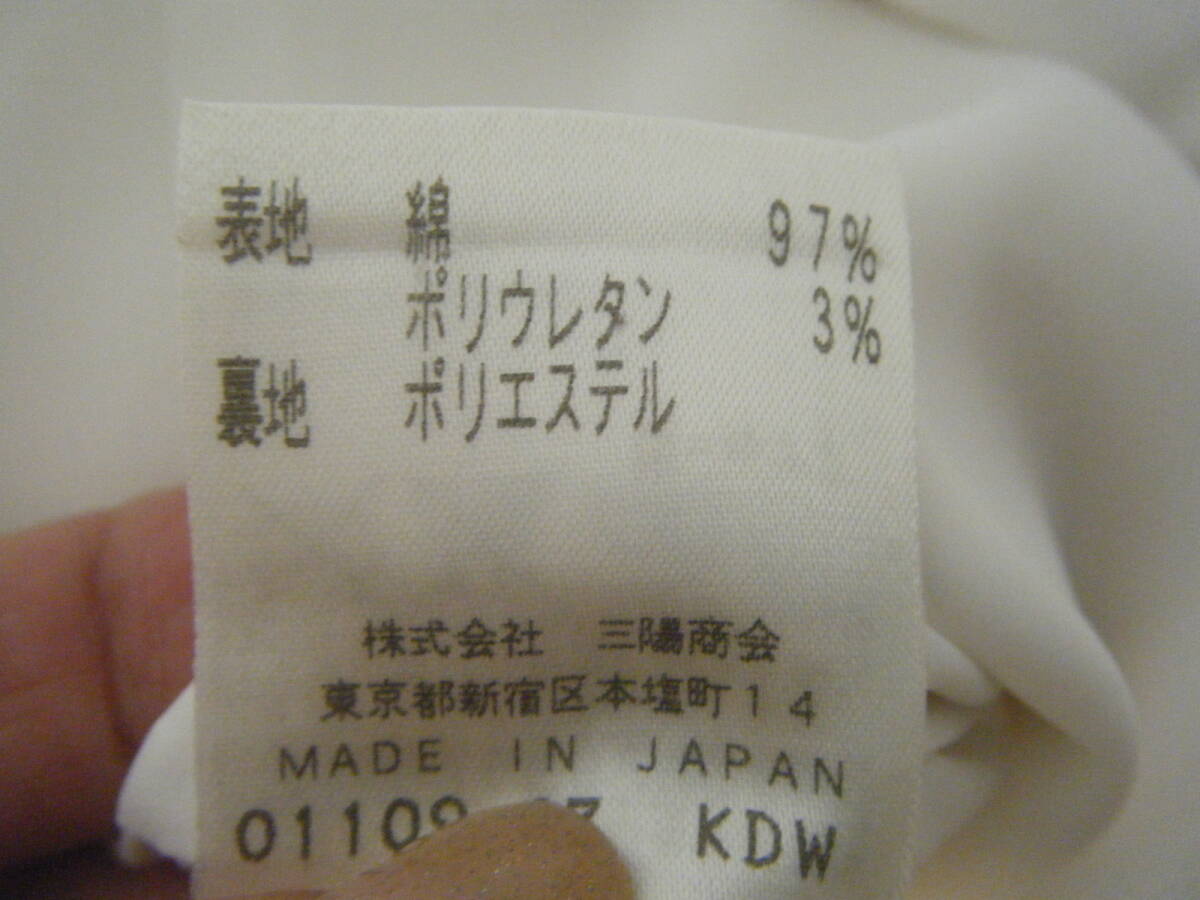 表地 綿 97%
ポリウレタン 3%
裏地 ポリエステル
株式会社 三陽商会
東京都新宿区本塩町14
MADE IN JAPAN
KDW